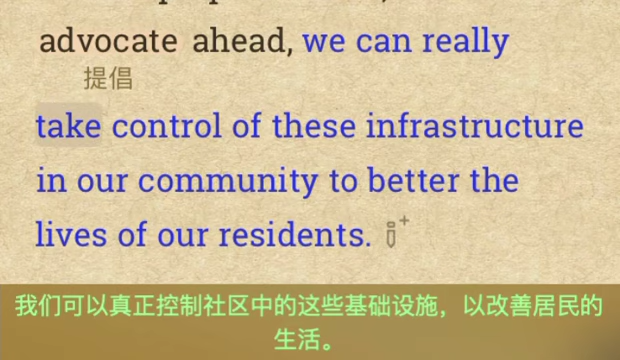 advocate ahead, we can really
提倡
take control of these infrastructure
in our community to better the
lives of our residents.
我们可以真正控制社区中的这些基础设施，以改善居民的
生活。